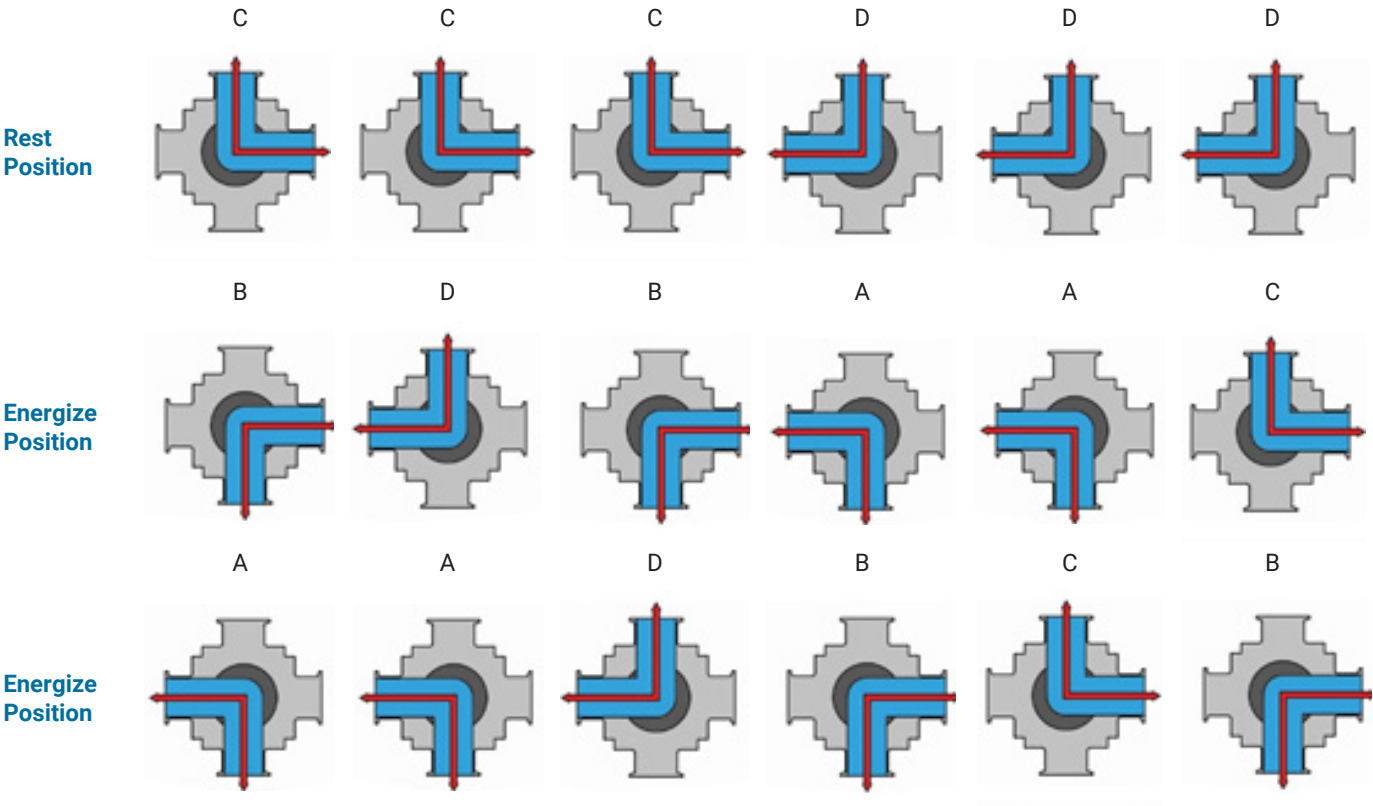 C C C D D D
Rest
Position
B D B A A C
Energize
Position
A A D B C B
Energize
Position